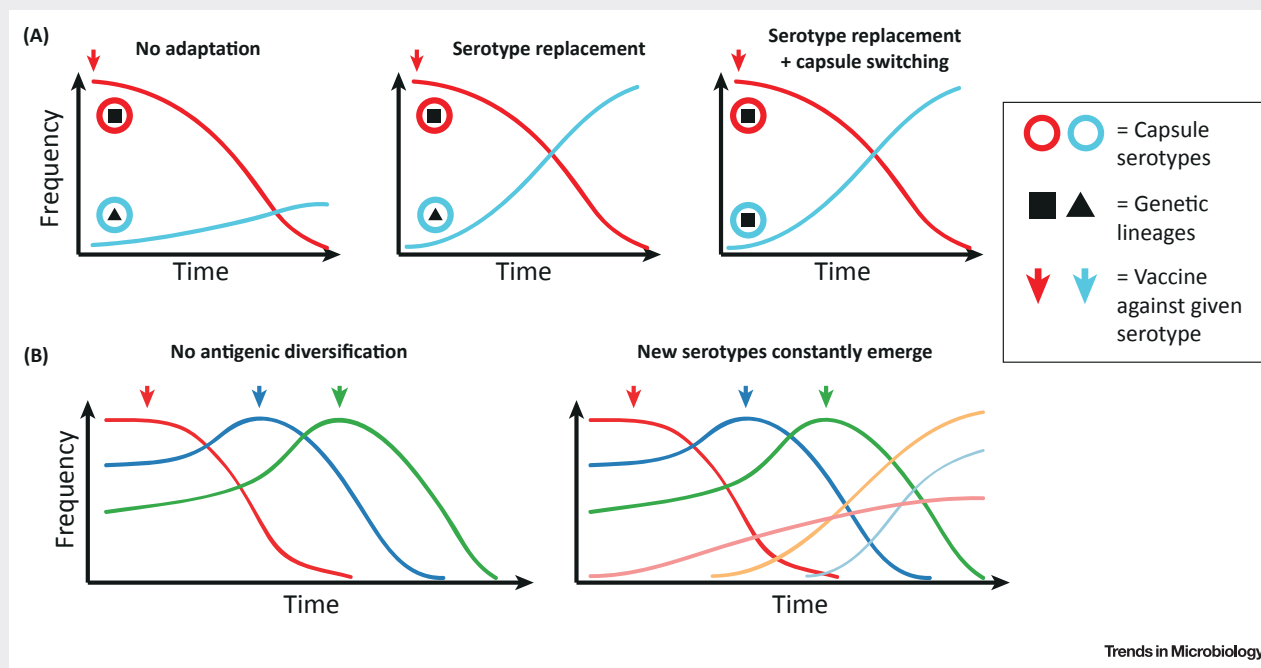 (A)
No adaptation
Serotype replacement
Serotype replacement
+ capsule switching
Frequency
Time
Time
Time
= Capsule
serotypes
= Genetic
lineages
= Vaccine
against given
serotype
(B)
No antigenic diversification
New serotypes constantly emerge
Frequency
Time
Time
Trends in Microbiology